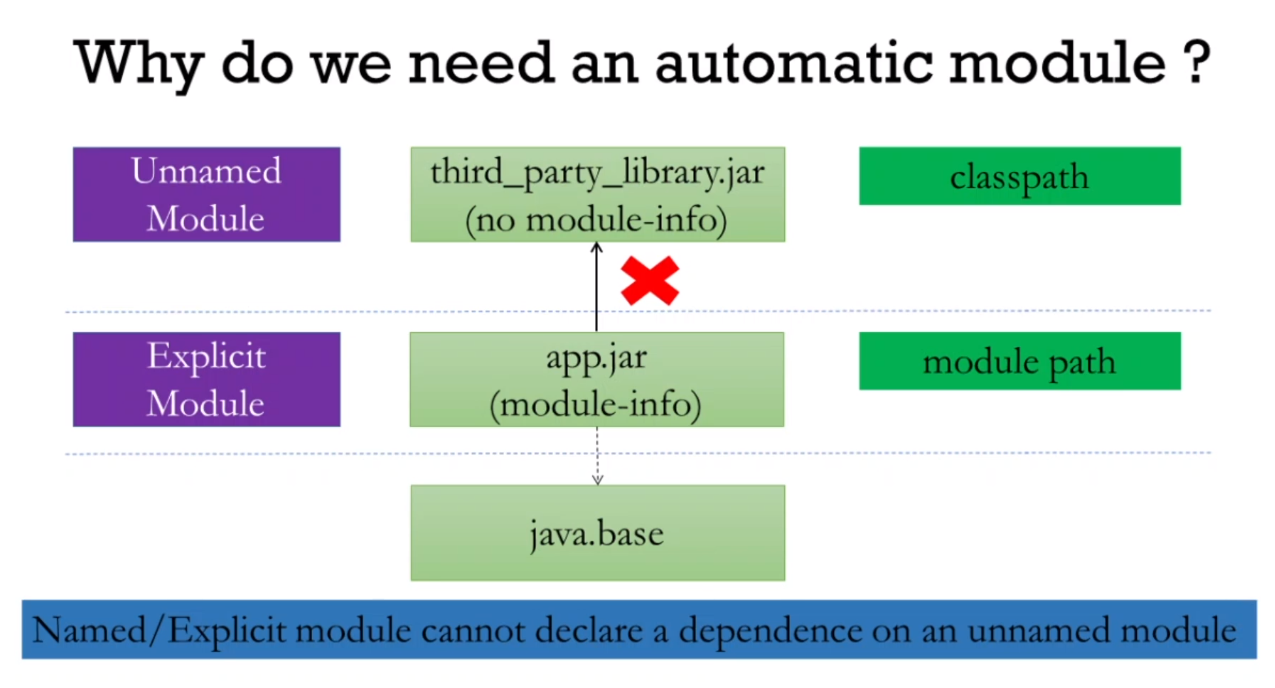 Why do we need an automatic module ?
Unnamed
Module
third_party_library.jar
(no module-info)
classpath
Explicit
Module
app.jar
(module-info)
module path
java.base
Named/Explicit module cannot declare a dependence on an unnamed module